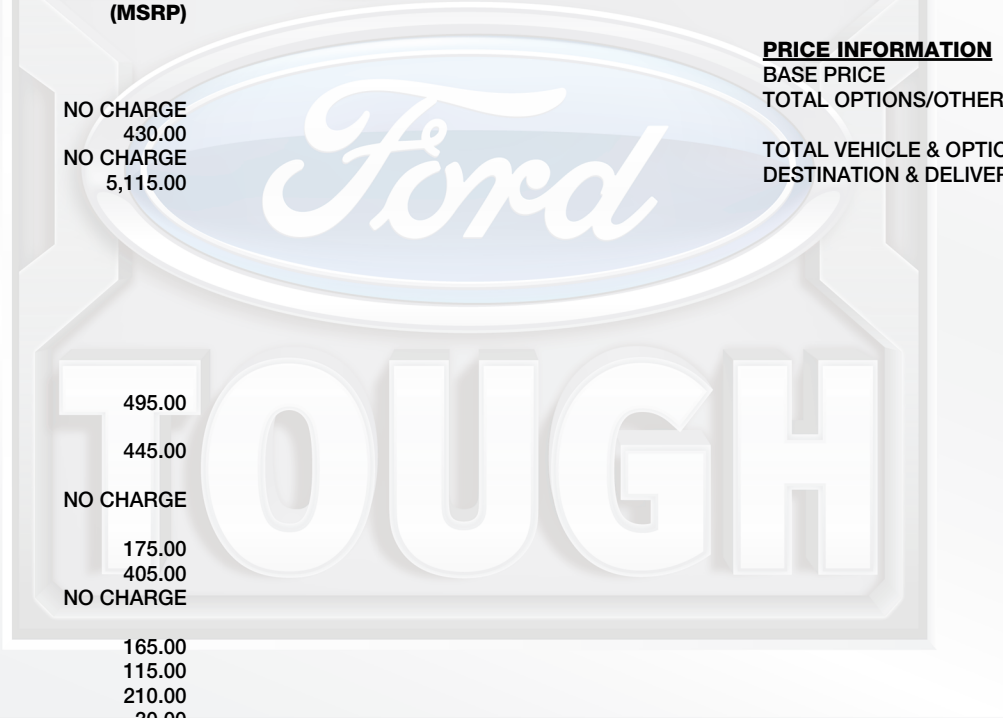 (MSRP)
NO CHARGE
430.00
NO CHARGE
5,115.00
495.00
445.00
NO CHARGE
175.00
405.00
NO CHARGE
165.00
115.00
210.00
PRICE INFORMATION
BASE PRICE
TOTAL OPTIONS/OTHER
TOTAL VEHICLE & OPTIO
DESTINATION & DELIVER
Ford
TOUGH